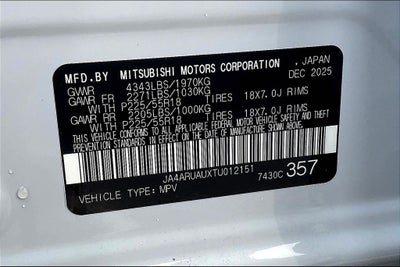 MFD.BY MITSUBISHI MOTORS CORPORATION, JAPAN
GVWR 4343LBS/1970KG DEC 2025
GAWR FR 2271LBS/1030KG
WITH P225/55R18 TIRES 18X7.0J RIMS
GAWR RR 2205LBS/1000KG
WITH P225/55R18 TIRES 18X7.0J RIMS
THIS VEHICLE CONFORMS TO ALL APPLICABLE FEDERAL
MOTOR VEHICLE SAFETY
THEFT PREVENTION STANDARDS IN EFFECT ON THE
DATE OF MANUFACTURE SHOWN ABOVE.
JA4ARUAUXTU012151 7430C 357
VEHICLE TYPE: MPV